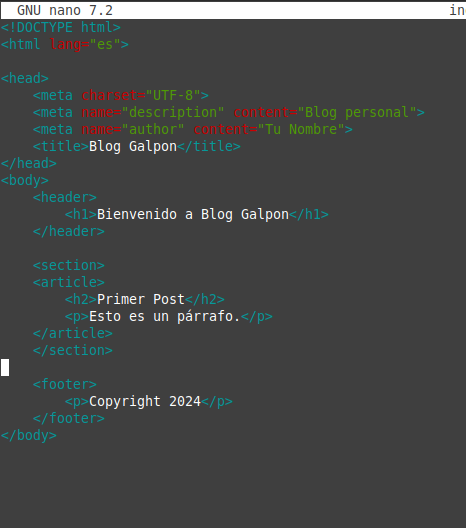 GNU nano 7.2 in
<!DOCTYPE html>
<html lang="es">
<head>
<meta charset="UTF-8">
<meta name="description" content="Blog personal">
<meta name="author" content="Tu Nombre">
<title>Blog Galpon</title>
</head>
<body>
<header>
<h1>Bienvenido a Blog Galpon</h1>
</header>
<section>
<article>
<h2>Primer Post</h2>
<p>Esto es un párrafo.</p>
</article>
</section>
<footer>
<p>Copyright 2024</p>
</footer>
</body>